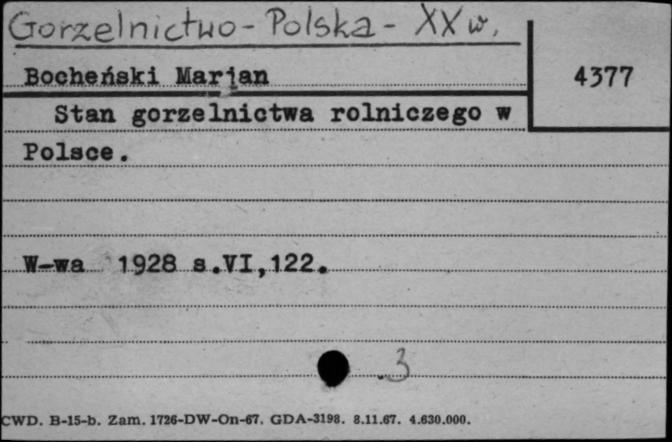 Gorzelnictwo - Polska - XX w.
Bocheński Marjan
4377
Stan gorzelnictwa rolniczego w
Polsce.
W-wa 1928 s.VI,122.
3
CWD. B-15-b. Zam. 1726-DW-On-67. GDA-3198. 8.11.67. 4.630.000.